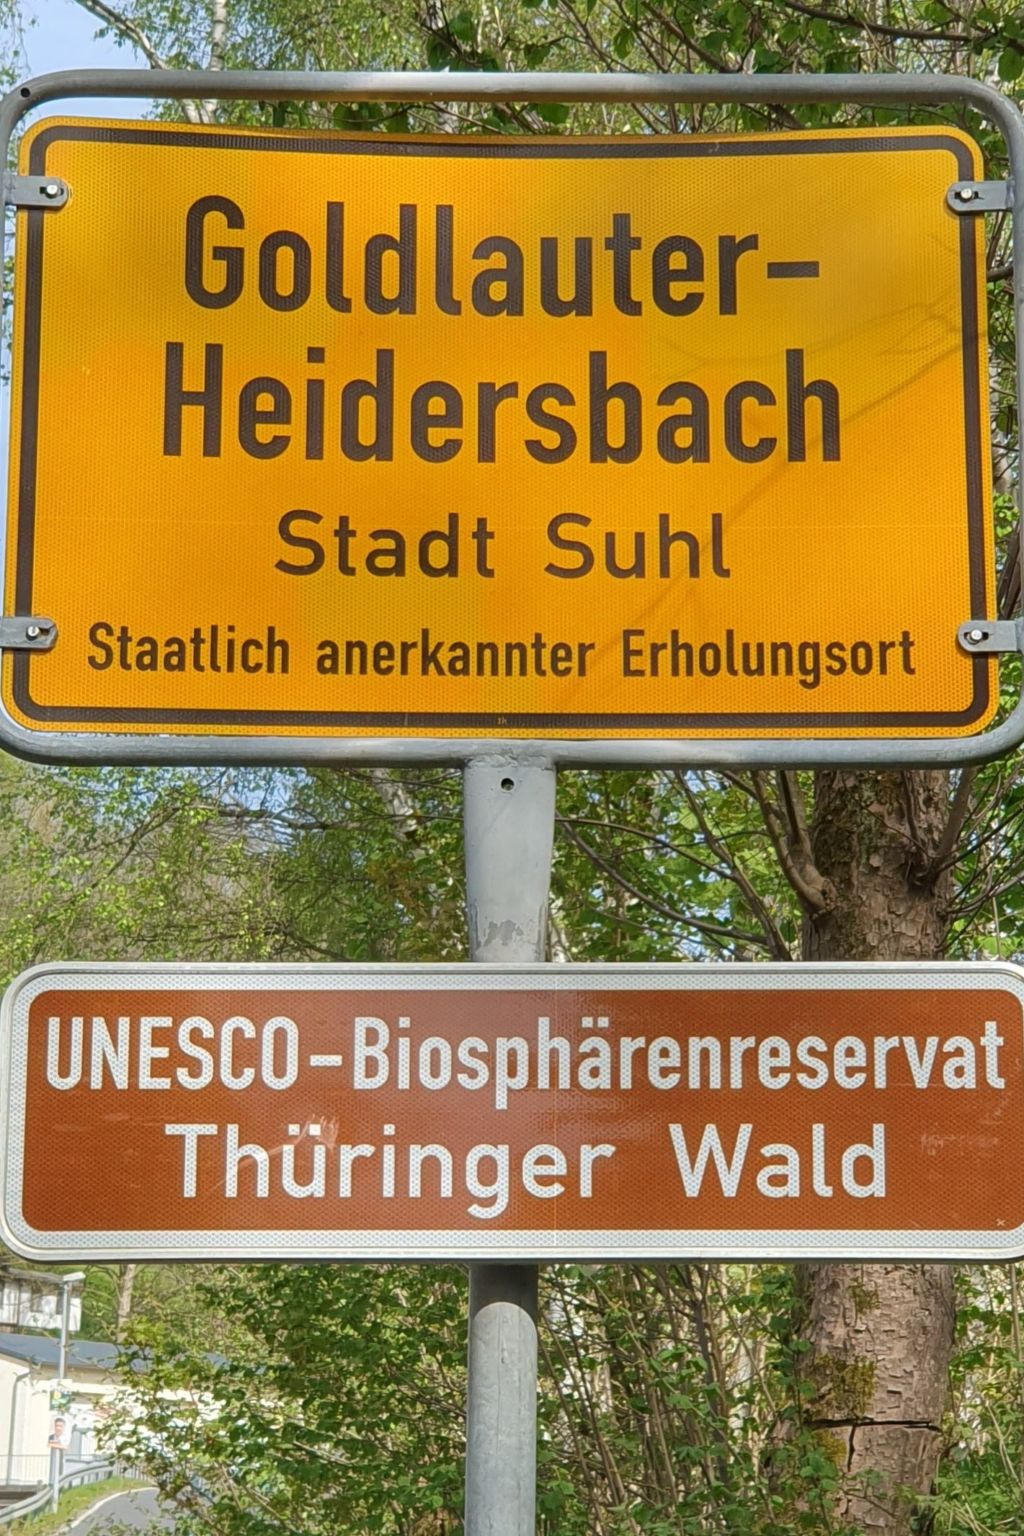 Goldlauter-
Heidersbach
Stadt Suhl
Staatlich anerkannter Erholungsort
UNESCO-Biosphärenreservat
Thüringer Wald